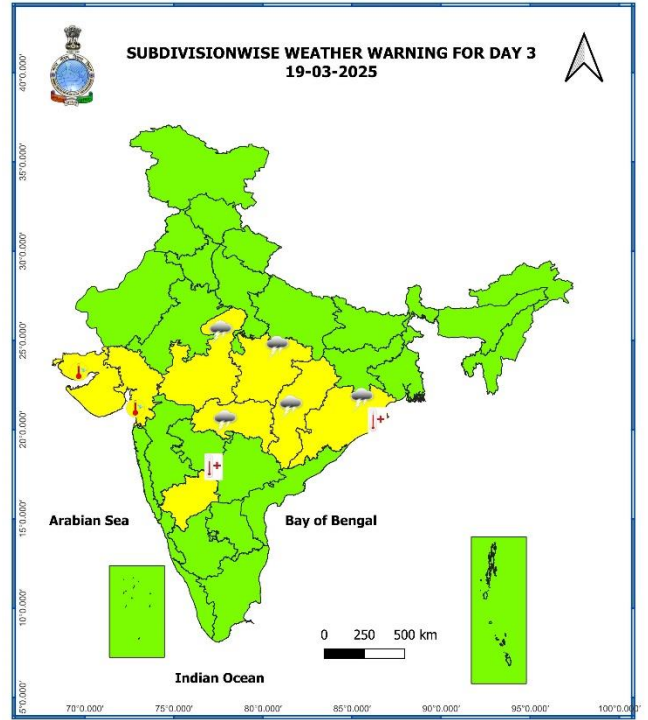 SUBDIVISIONWISE WEATHER WARNING FOR DAY 3
19-03-2025
40°0.000'
35°0.000'
30°0.000'
25°0.000'
20°0.000'
15°0.000'
10°0.000'
5°0.000'
Arabian Sea
Bay of Bengal
0 250 500 km
Indian Ocean
70°0.000' 75°0.000' 80°0.000' 85°0.000' 90°0.000' 95°0.000' 100°0.000'